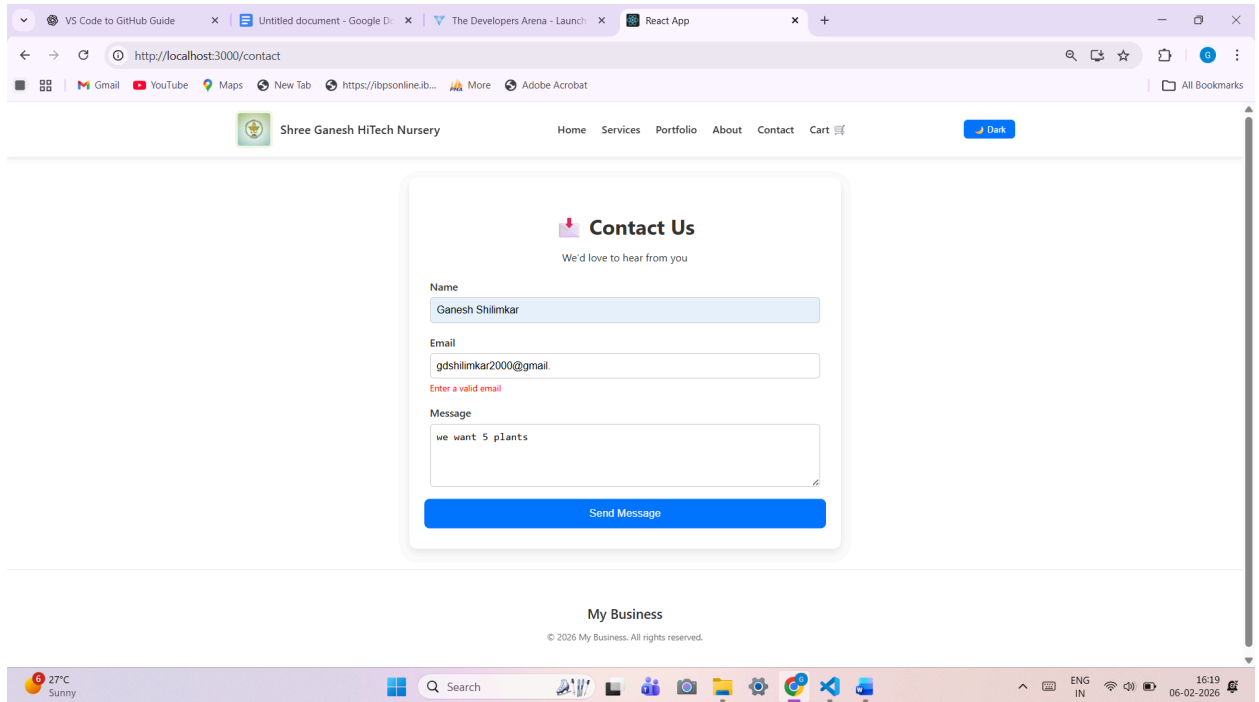 VS Code to GitHub Guide
Untitled document - Google Do
The Developers Arena - Launch
React App
http://localhost:3000/contact
G
Gmail YouTube Maps New Tab https://ibpsonline.ib... More Adobe Acrobat All Bookmarks
Shree Ganesh HiTech Nursery Home Services Portfolio About Contact Cart 🛒 🌙 Dark
📩 Contact Us
We'd love to hear from you
Name
Ganesh Shilimkar
Email
gdshilimkar2000@gmail.
Enter a valid email
Message
we want 5 plants
Send Message
My Business
© 2026 My Business. All rights reserved.
6 27°C
Sunny
Search
ENG
IN
16:19
06-02-2026